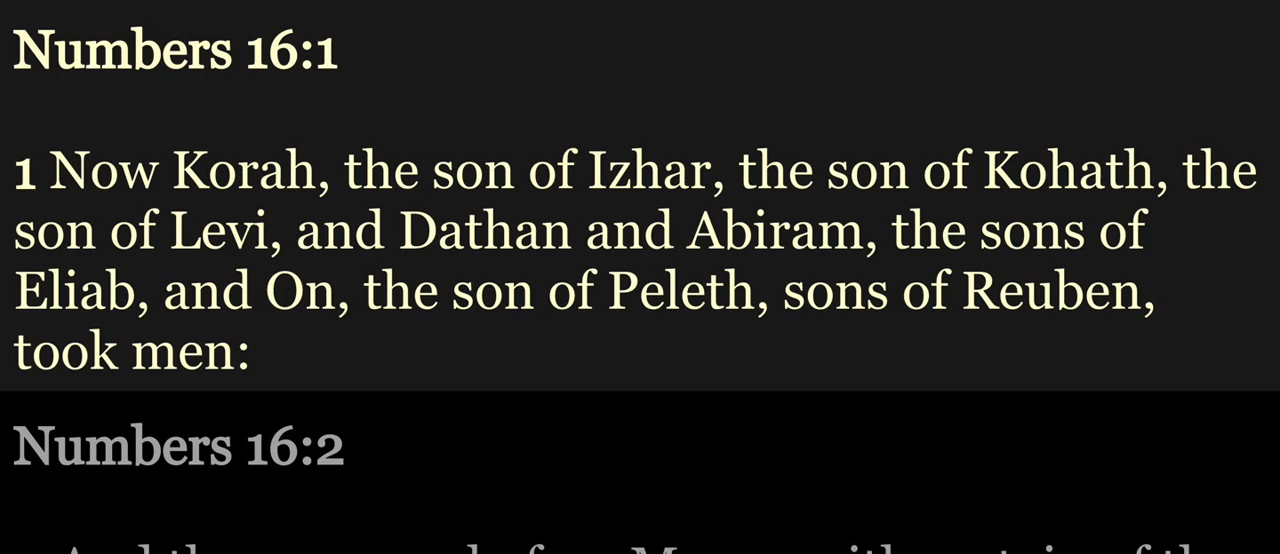 Numbers 16:1
1 Now Korah, the son of Izhar, the son of Kohath, the
son of Levi, and Dathan and Abiram, the sons of
Eliab, and On, the son of Peleth, sons of Reuben,
took men:
Numbers 16:2